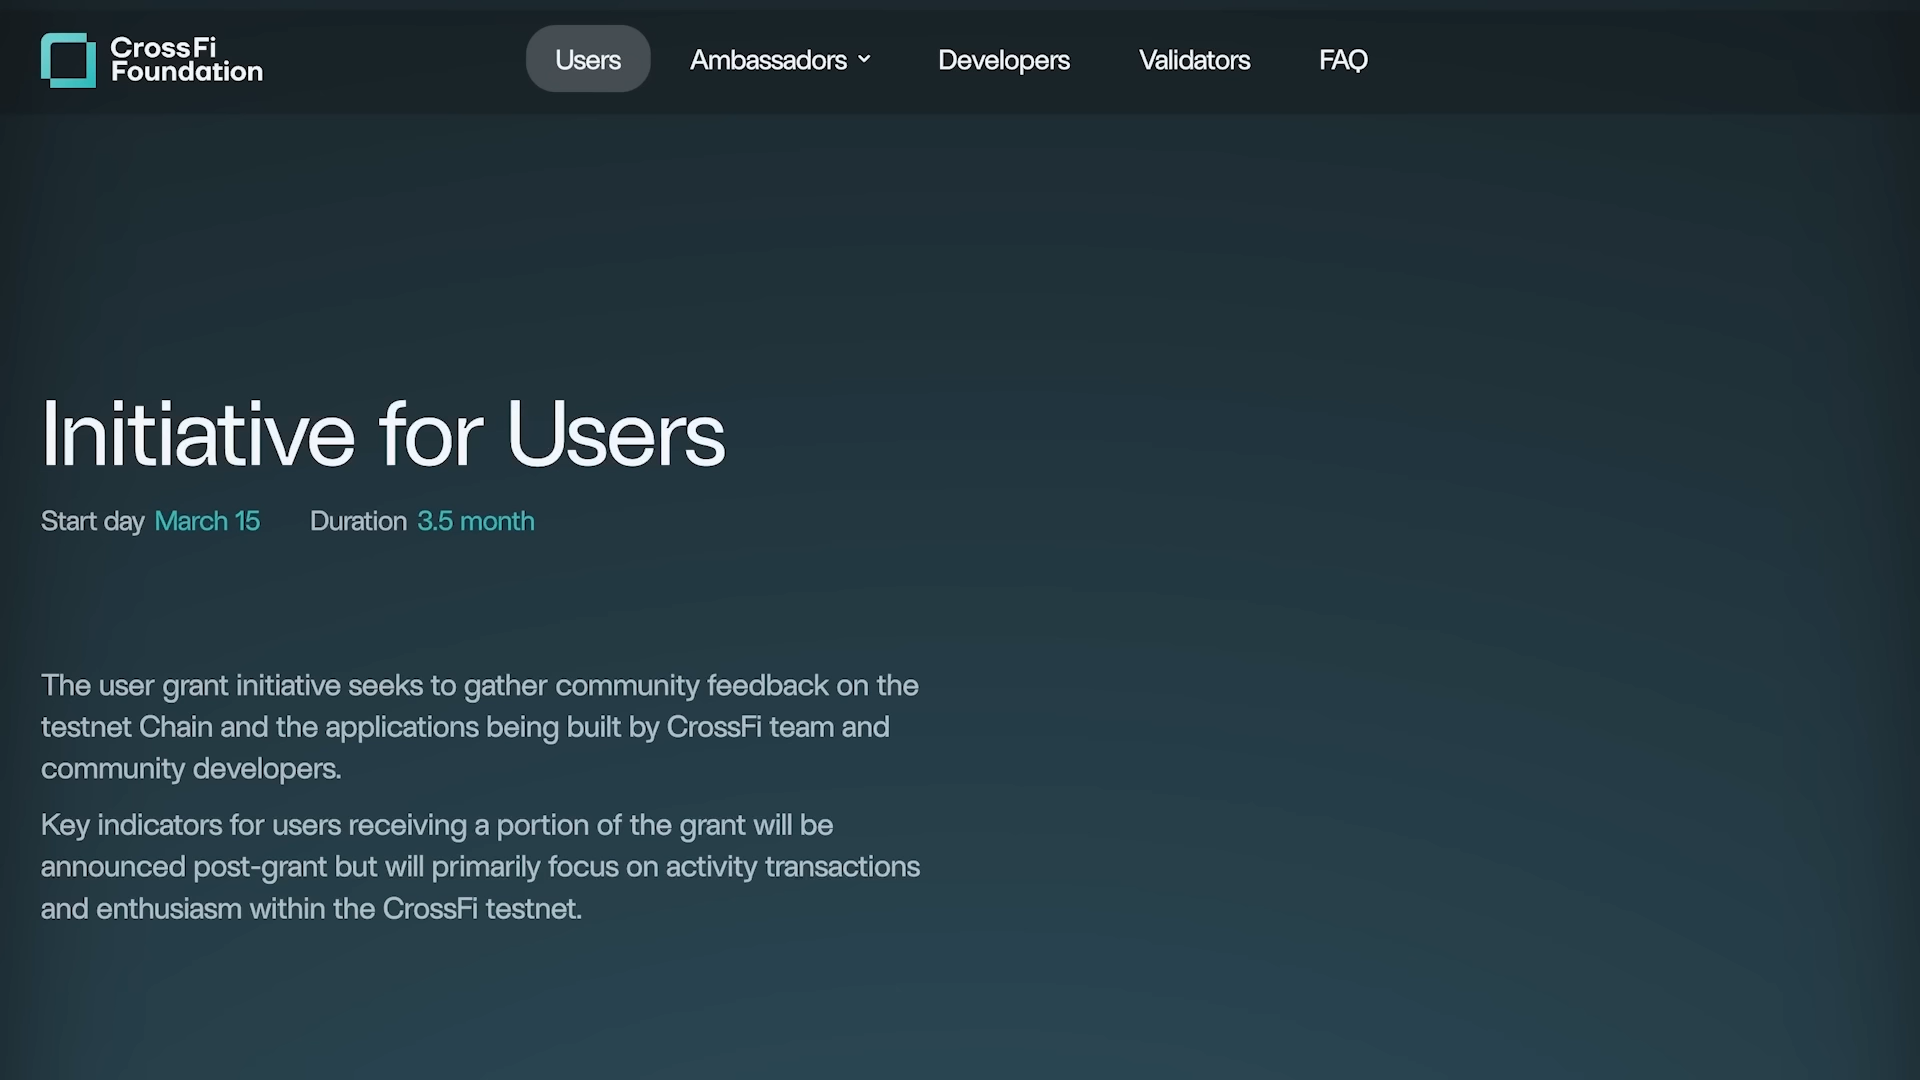 CrossFi
Foundation
Users
Ambassadors
Developers
Validators
FAQ
Initiative for Users
Start day March 15
Duration 3.5 month
The user grant initiative seeks to gather community feedback on the
testnet Chain and the applications being built by CrossFi team and
community developers.
Key indicators for users receiving a portion of the grant will be
announced post-grant but will primarily focus on activity transactions
and enthusiasm within the CrossFi testnet.